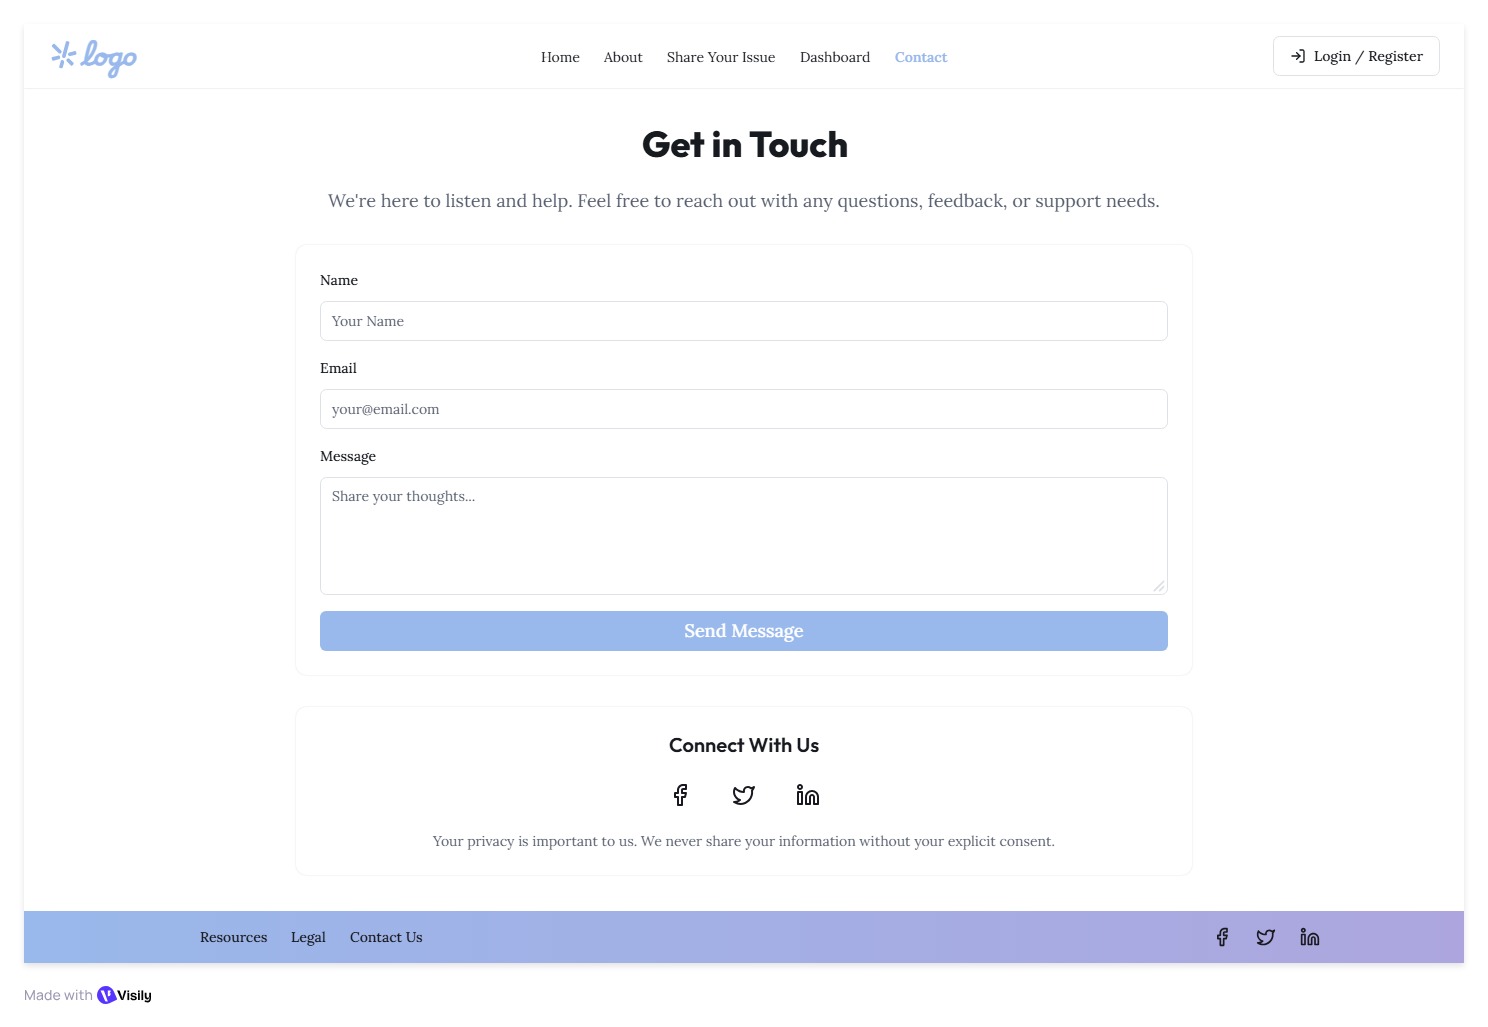 logo
Home About Share Your Issue Dashboard Contact
Login / Register
Get in Touch
We're here to listen and help. Feel free to reach out with any questions, feedback, or support needs.
Name
Your Name
Email
your@email.com
Message
Share your thoughts...
Send Message
Connect With Us
Your privacy is important to us. We never share your information without your explicit consent.
Resources Legal Contact Us
Made with Visily